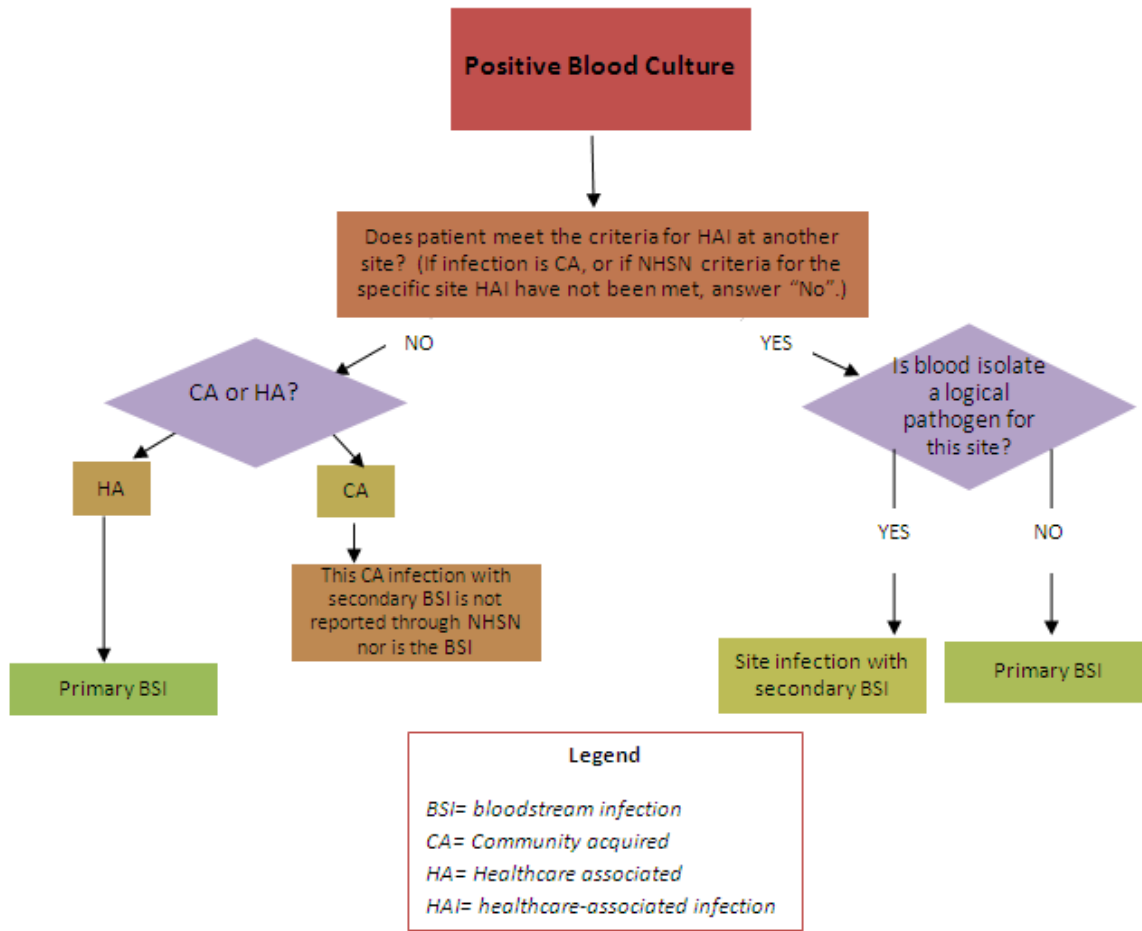 Positive Blood Culture
Does patient meet the criteria for HAI at another
site? (If infection is CA, or if NHSN criteria for the
specific site HAI have not been met, answer “No”.)
NO
YES
CA or HA?
Is blood isolate
a logical
pathogen for
this site?
HA
CA
YES
NO
This CA infection with
secondary BSI is not
reported through NHSN
nor is the BSI
Primary BSI
Site infection with
secondary BSI
Primary BSI
Legend
BSI= bloodstream infection
CA= Community acquired
HA= Healthcare associated
HAI= healthcare-associated infection